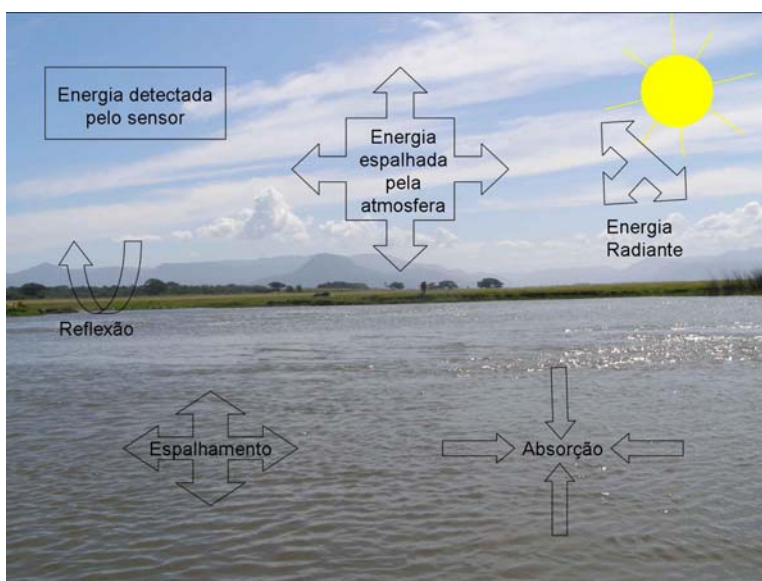 Energia detectada
pelo sensor
Energia
espalhada
pela
atmosfera
Energia
Radiante
Reflexão
Espalhamento
Absorção